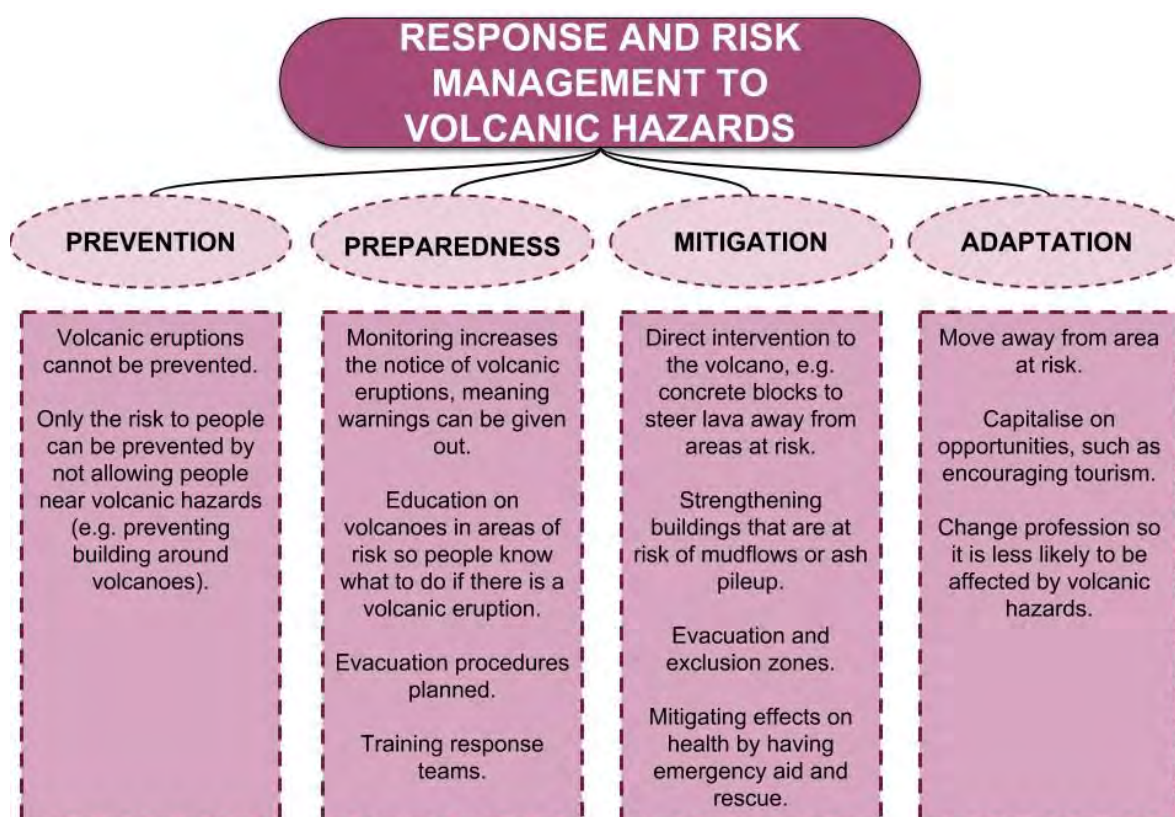 RESPONSE AND RISK
MANAGEMENT TO
VOLCANIC HAZARDS
PREVENTION
Volcanic eruptions
cannot be prevented.
Only the risk to people
can be prevented by
not allowing people
near volcanic hazards
(e.g. preventing
building around
volcanoes).
PREPAREDNESS
Monitoring increases
the notice of volcanic
eruptions, meaning
warnings can be given
out.
Education on
volcanoes in areas of
risk so people know
what to do if there is a
volcanic eruption.
Evacuation procedures
planned.
Training response
teams.
MITIGATION
Direct intervention to
the volcano, e.g.
concrete blocks to
steer lava away from
areas at risk.
Strengthening
buildings that are at
risk of mudflows or ash
pileup.
Evacuation and
exclusion zones.
Mitigating effects on
health by having
emergency aid and
rescue.
ADAPTATION
Move away from area
at risk.
Capitalise on
opportunities, such as
encouraging tourism.
Change profession so
it is less likely to be
affected by volcanic
hazards.